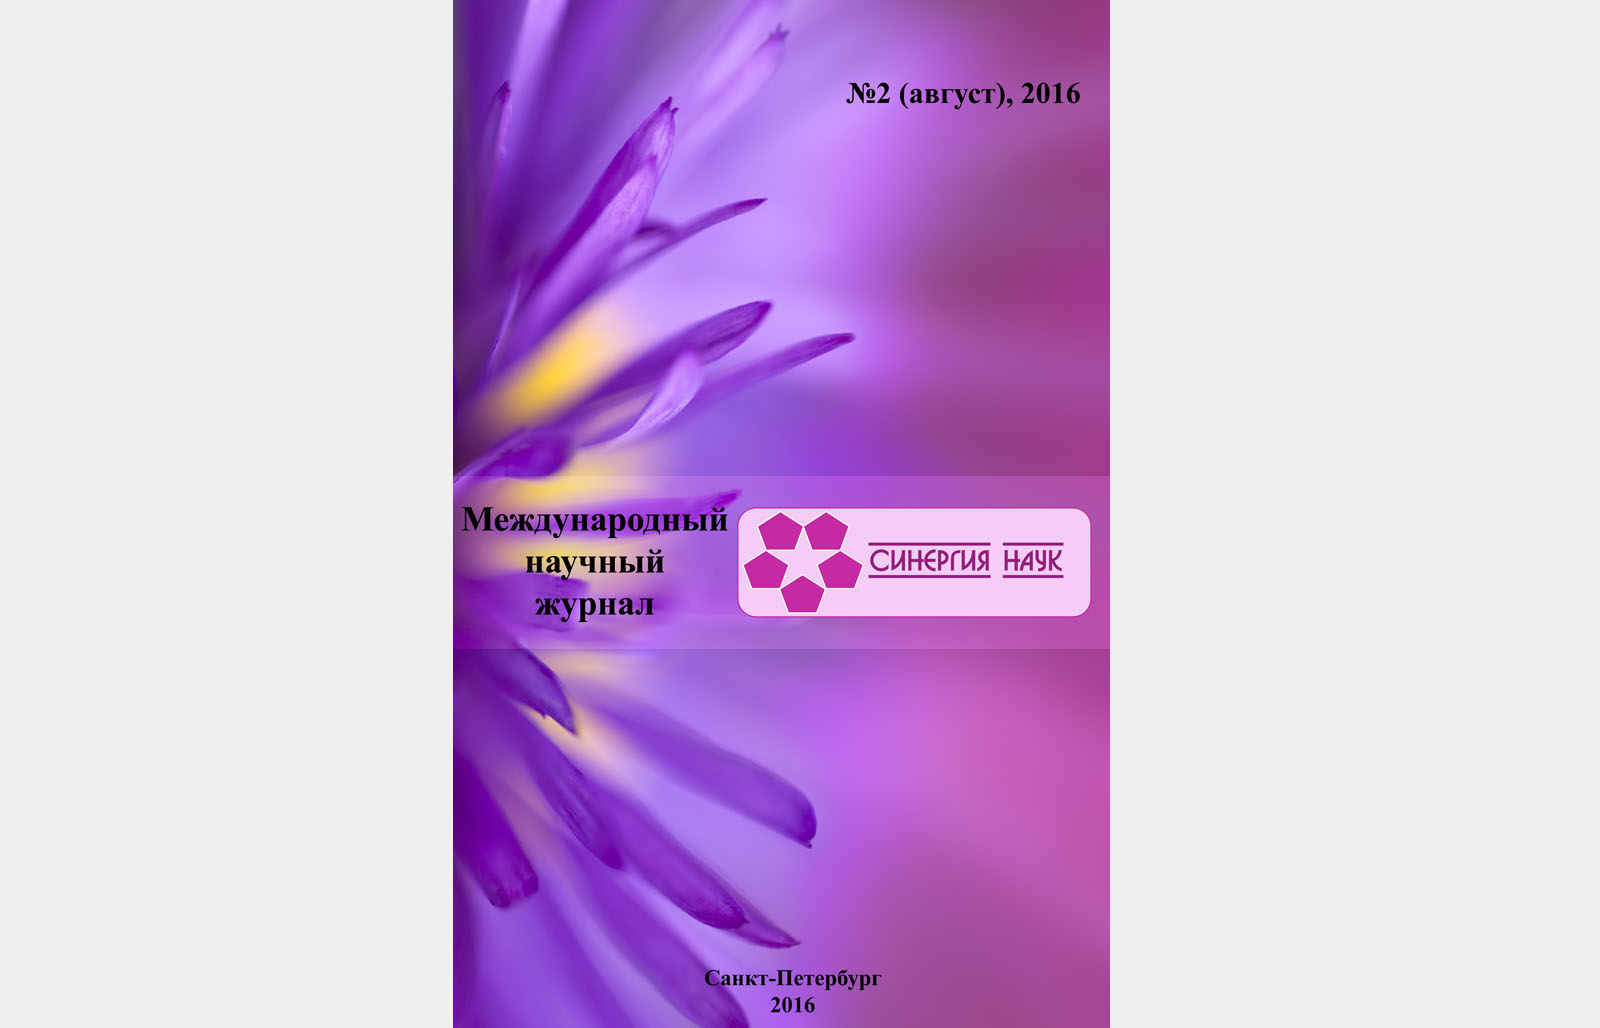 №2 (август), 2016
Международный
научный
журнал
СИНЕРГИЯ НАУК
Санкт-Петербург
2016